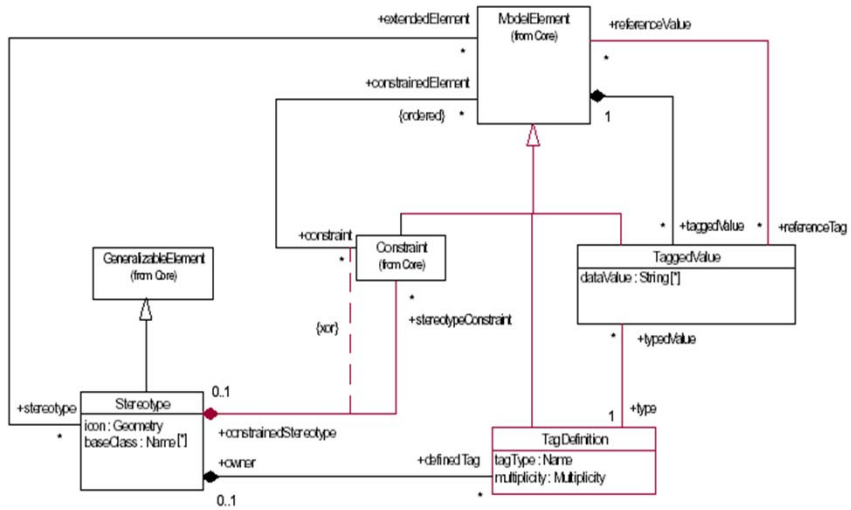 +extendedElement
*
ModelElement
(from Core)
+referenceValue
*
+constrainedElement
{ordered}
*
1
+constraint
*
Constraint
(from Core)
*
+taggedValue
*
+referenceTag
GeneralizableElement
(from Core)
TaggedValue
dataValue : String[*]
*
+stereotypeConstraint
{xor}
*
+typedValue
0..1
+stereotype
*
Stereotype
icon : Geometry
baseClass : Name[*]
+constrainedStereotype
1
+type
TagDefinition
tagType : Name
multiplicity : Multiplicity
+owner
0..1
+definedTag
*